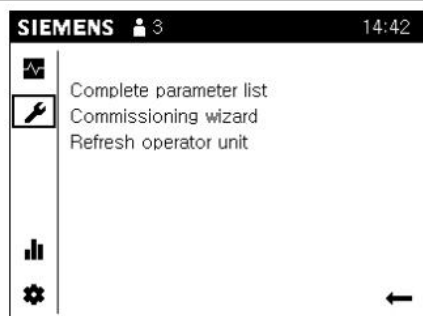 SIEMENS 3 14:42
Complete parameter list
Commissioning wizard
Refresh operator unit